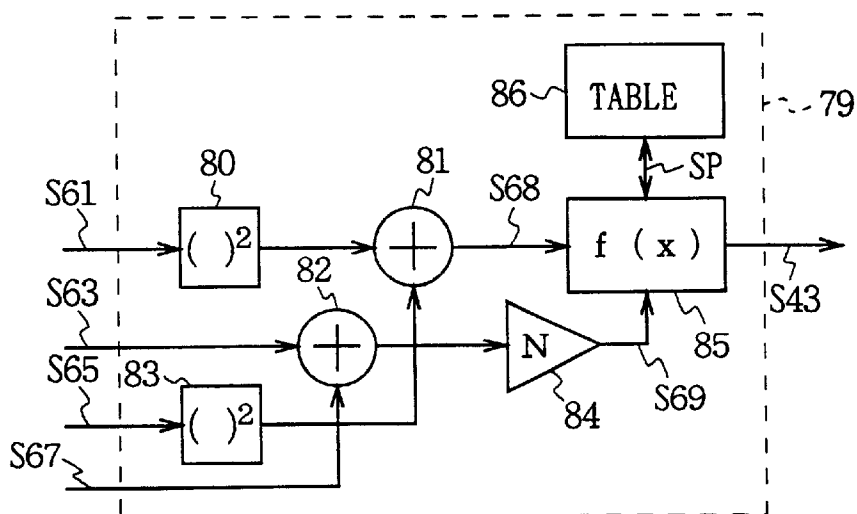 86
TABLE
79
SP
80
81
S61
S68
( )²
+
f (x)
82
S63
S43
+
N
85
S65
83
( )²
84
S69
S67